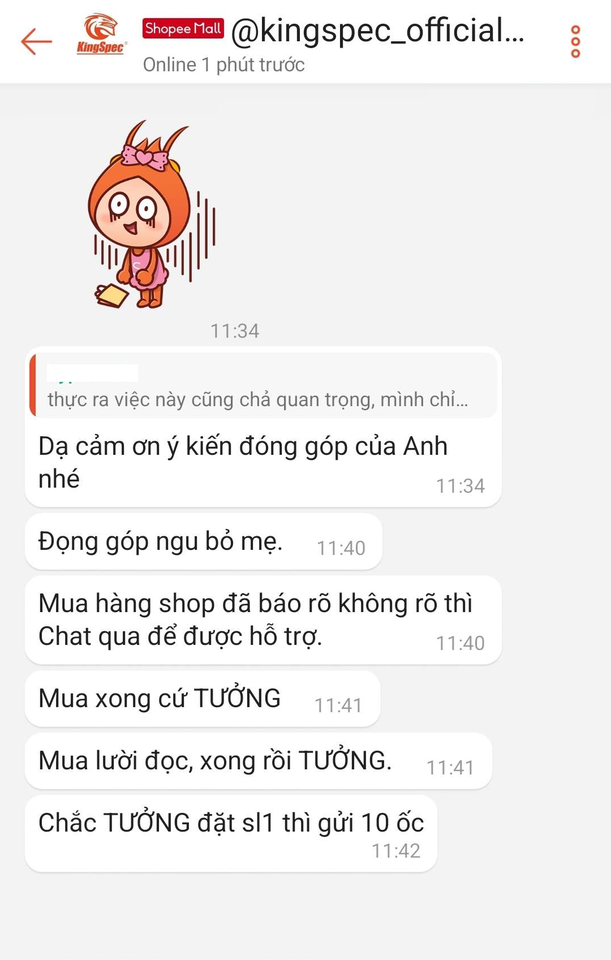 KingSpec
Shopee Mall @kingspec_official...
Online 1 phút trước
11:34
thực ra việc này cũng chả quan trọng, mình chỉ...
Dạ cảm ơn ý kiến đóng góp của Anh
nhé
11:34
Đọng góp ngu bỏ mẹ.
11:40
Mua hàng shop đã báo rõ không rõ thì
Chat qua để được hỗ trợ.
11:40
Mua xong cứ TƯỞNG
11:41
Mua lười đọc, xong rồi TƯỞNG.
11:41
Chắc TƯỞNG đặt sl1 thì gửi 10 ốc
11:42